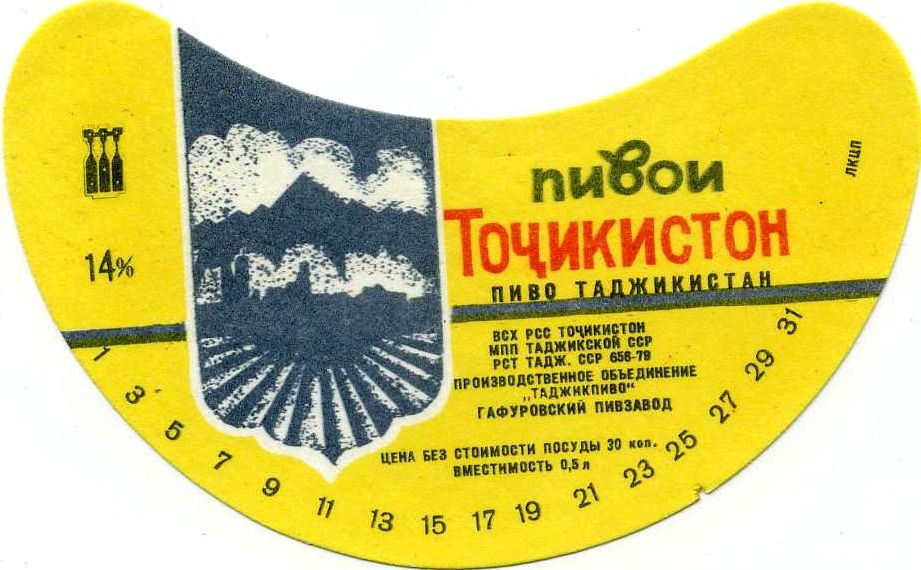 14%
пивои
ТОҶИКИСТОН
ПИВО ТАДЖИКИСТАН
ВСХ РСС ТОҶИКИСТОН
МПП ТАДЖИКСКОЙ ССР
РСТ ТАДЖ. ССР 656-79
ПРОИЗВОДСТВЕННОЕ ОБЪЕДИНЕНИЕ
„ТАДЖИКПИВО“
ГАФУРОВСКИЙ ПИВЗАВОД
ЦЕНА БЕЗ СТОИМОСТИ ПОСУДЫ 30 коп.
ВМЕСТИМОСТЬ 0,5 л
ЛКЦП
1 3 5 7 9 11 13 15 17 19 21 23 25 27 29 31